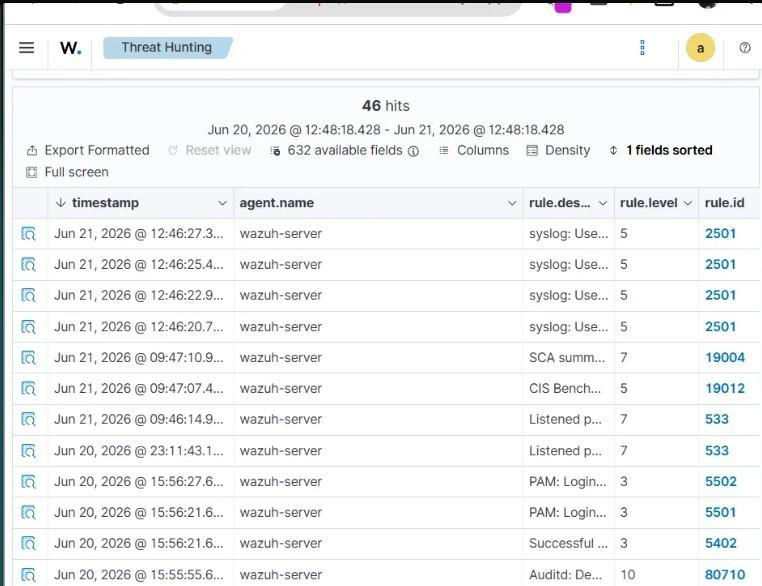 W.
Threat Hunting
a
46 hits
Jun 20, 2026 @ 12:48:18.428 - Jun 21, 2026 @ 12:48:18.428
Export Formatted Reset view 632 available fields Columns Density 1 fields sorted
Full screen
timestamp agent.name rule.des... rule.level rule.id
Jun 21, 2026 @ 12:46:27.3... wazuh-server syslog: Use... 5 2501
Jun 21, 2026 @ 12:46:25.4... wazuh-server syslog: Use... 5 2501
Jun 21, 2026 @ 12:46:22.9... wazuh-server syslog: Use... 5 2501
Jun 21, 2026 @ 12:46:20.7... wazuh-server syslog: Use... 5 2501
Jun 21, 2026 @ 09:47:10.9... wazuh-server SCA summ... 7 19004
Jun 21, 2026 @ 09:47:07.4... wazuh-server CIS Bench... 5 19012
Jun 21, 2026 @ 09:46:14.9... wazuh-server Listened p... 7 533
Jun 20, 2026 @ 23:11:43.1... wazuh-server Listened p... 7 533
Jun 20, 2026 @ 15:56:27.6... wazuh-server PAM: Login... 3 5502
Jun 20, 2026 @ 15:56:21.6... wazuh-server PAM: Login... 3 5501
Jun 20, 2026 @ 15:56:21.6... wazuh-server Successful ... 3 5402
Jun 20, 2026 @ 15:55:55.6... wazuh-server Auditd: De... 10 80710